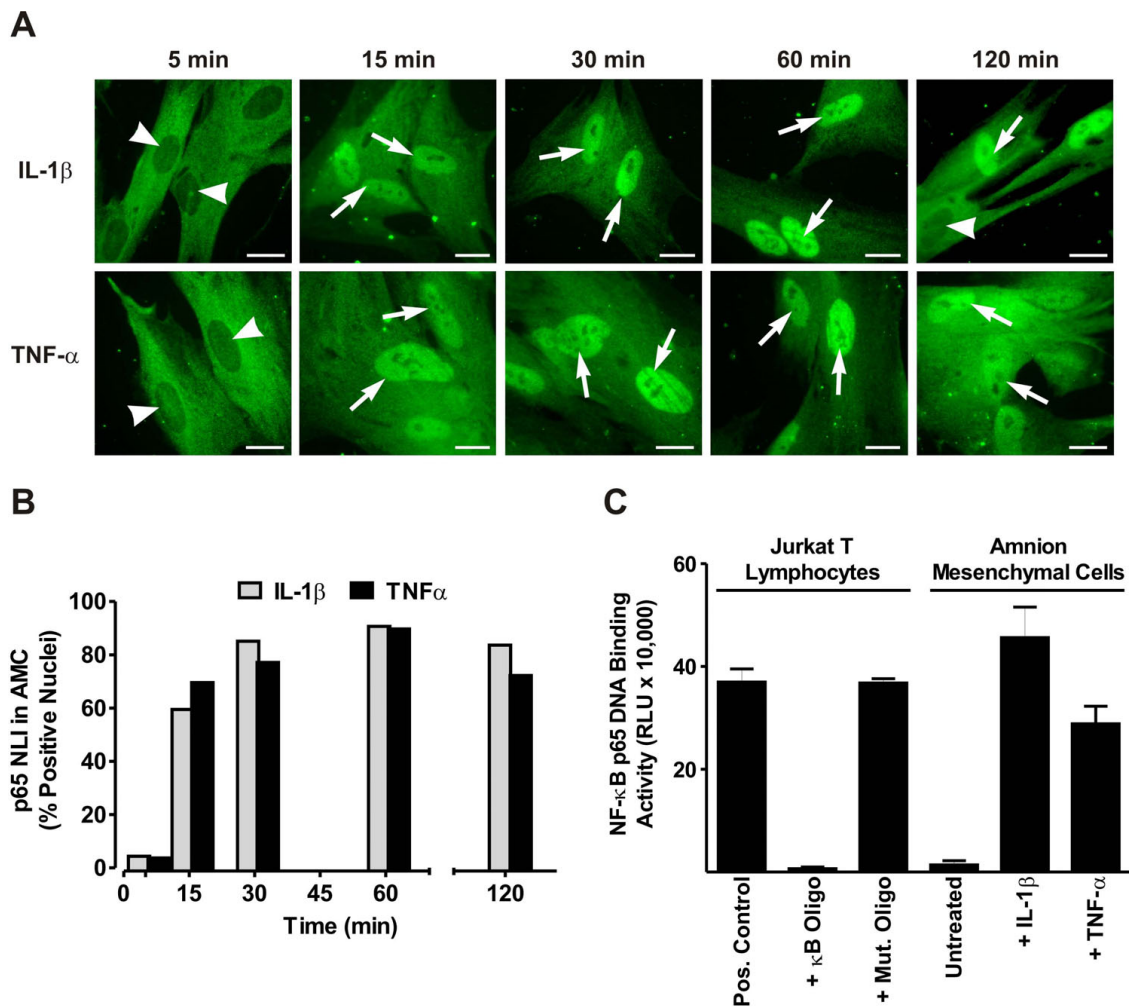 A
5 min 15 min 30 min 60 min 120 min
IL-1β
TNF-α
B
IL-1β TNFα
p65 NLI in AMC
(% Positive Nuclei)
100
80
60
40
20
0
0 15 30 45 60 120
Time (min)
C
Jurkat T
Lymphocytes
Amnion
Mesenchymal Cells
NF-κB p65 DNA Binding
Activity (RLU x 10,000)
60
40
20
Pos. Control
+ κB Oligo
+ Mut. Oligo
Untreated
+ IL-1β
+ TNF-α